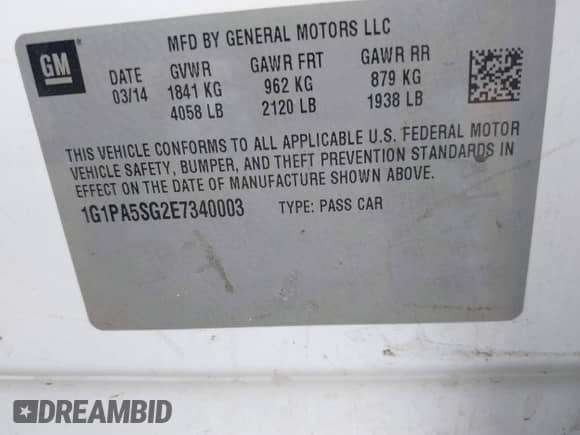 GM
MFD BY GENERAL MOTORS LLC
DATE GVWR GAWR FRT GAWR RR
03/14 1841 KG 962 KG 879 KG
4058 LB 2120 LB 1938 LB
THIS VEHICLE CONFORMS TO ALL APPLICABLE U.S. FEDERAL MOTOR
VEHICLE SAFETY, BUMPER, AND THEFT PREVENTION STANDARDS IN
EFFECT ON THE DATE OF MANUFACTURE SHOWN ABOVE.
1G1PA5SG2E7340003 TYPE: PASS CAR
DREAMBID